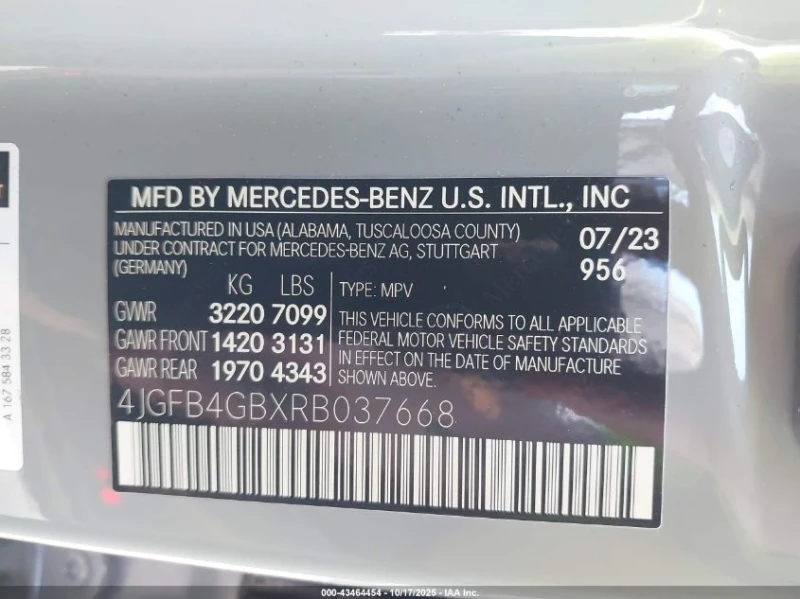 MFD BY MERCEDES-BENZ U.S. INTL., INC
MANUFACTURED IN USA (ALABAMA, TUSCALOOSA COUNTY)
UNDER CONTRACT FOR MERCEDES-BENZ AG, STUTTGART
(GERMANY)
07/23
956
KG LBS
GVWR 3220 7099
GAWR FRONT 1420 3131
GAWR REAR 1970 4343
TYPE: MPV
THIS VEHICLE CONFORMS TO ALL APPLICABLE
FEDERAL MOTOR VEHICLE SAFETY STANDARDS
IN EFFECT ON THE DATE OF MANUFACTURE
SHOWN ABOVE.
4JGFB4GBXRB037668
A 167 584 33 28
000-43464454 - 10/17/2025 - IAA Inc.